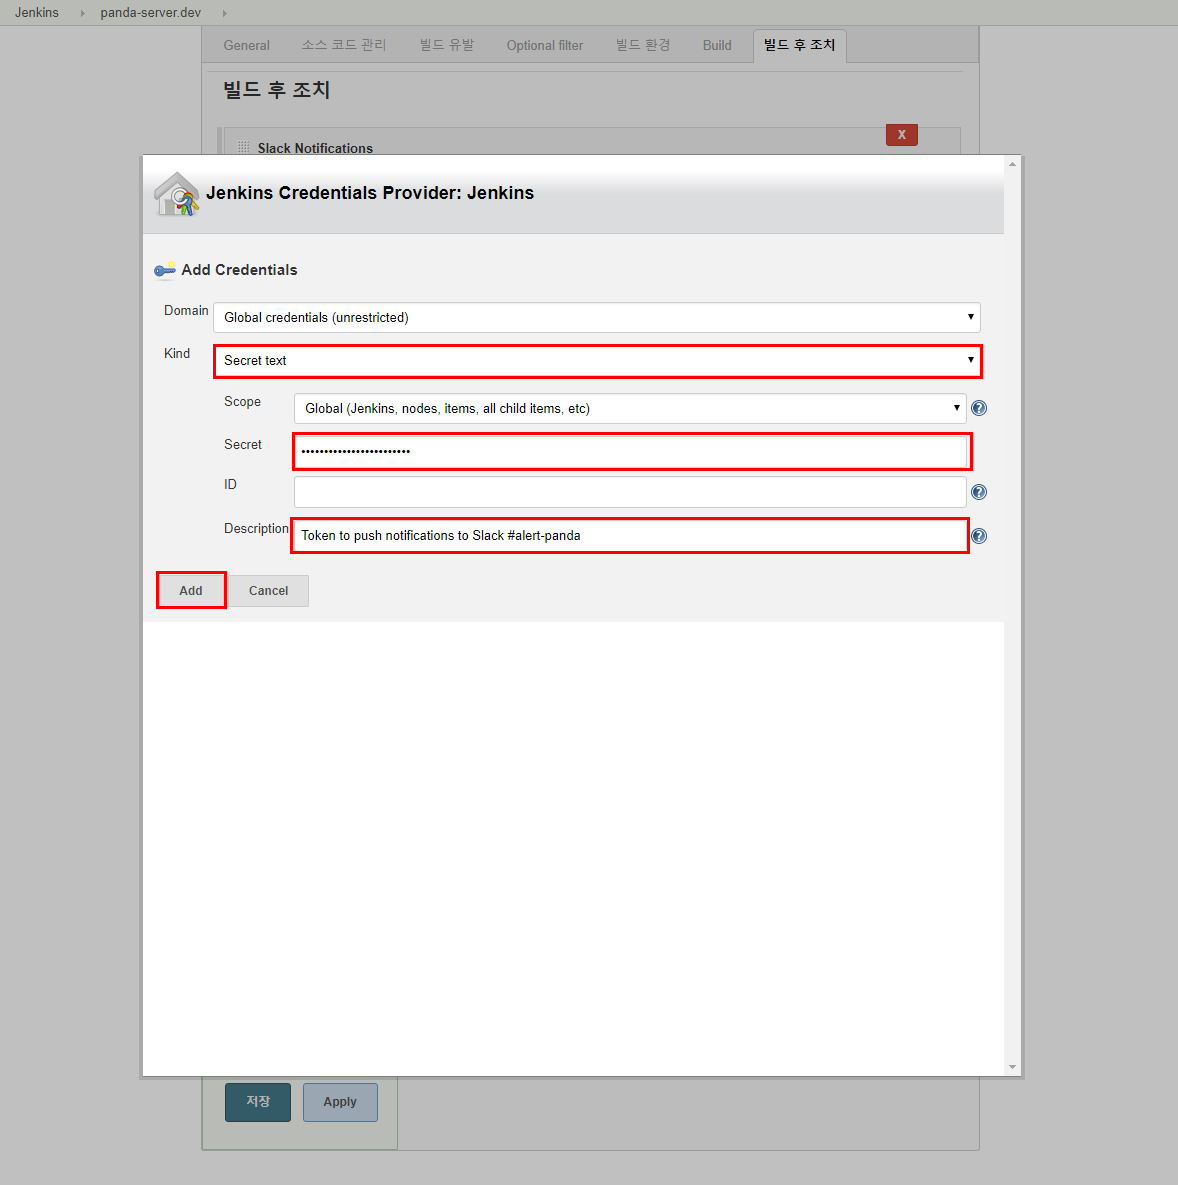 Jenkins panda-server.dev
General 소스 코드 관리 빌드 유발 Optional filter 빌드 환경 Build 빌드 후 조치
빌드 후 조치
X
Slack Notifications
Jenkins Credentials Provider: Jenkins
Add Credentials
Domain Global credentials (unrestricted)
Kind Secret text
Scope Global (Jenkins, nodes, items, all child items, etc)
Secret ••••••••••••••••••••••••
ID
Description Token to push notifications to Slack #alert-panda
Add Cancel
저장 Apply